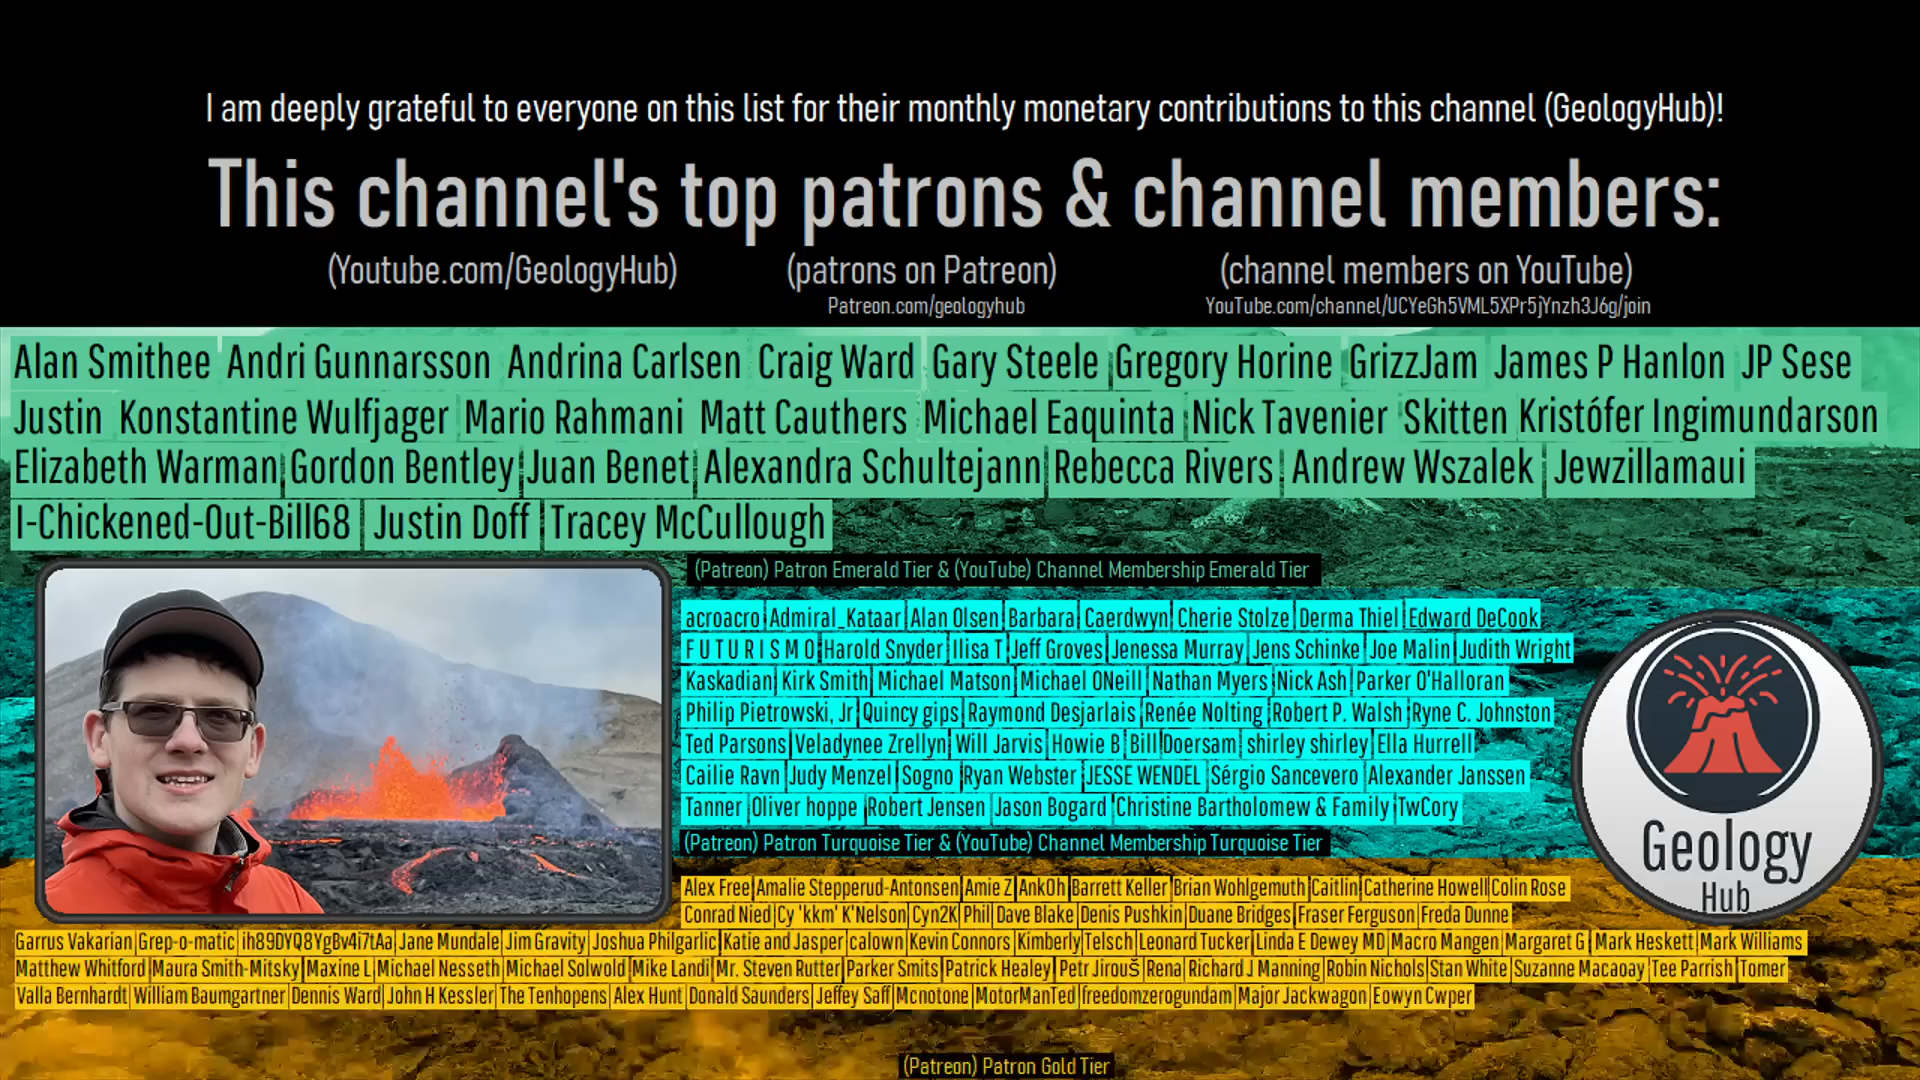 I am deeply grateful to everyone on this list for their monthly monetary contributions to this channel (GeologyHub)!
This channel's top patrons & channel members:
(Youtube.com/GeologyHub) (patrons on Patreon) (channel members on YouTube)
Patreon.com/geologyhub YouTube.com/channel/UCYeGh5VML5XPr5jYnzh3J6g/join
Alan Smithee Andri Gunnarsson Andrina Carlsen Craig Ward Gary Steele Gregory Horine GrizzJam James P Hanlon JP Sese
Justin Konstantine Wulfjager Mario Rahmani Matt Cauthers Michael Eaquinta Nick Tavenier Skitten Kristófer Ingimundarson
Elizabeth Warman Gordon Bentley Juan Benet Alexandra Schultejann Rebecca Rivers Andrew Wszalek Jewzillamaui
I-Chickened-Out-Bill68 Justin Doff Tracey McCullough
(Patreon) Patron Emerald Tier & (YouTube) Channel Membership Emerald Tier
acroacro Admiral_Kataar Alan Olsen Barbara Caerdwyn Cherie Stolze Derma Thiel Edward DeCook
F U T U R I S M O Harold Snyder Ilisa T Jeff Groves Jenessa Murray Jens Schinke Joe Malin Judith Wright
Kaskadian Kirk Smith Michael Matson Michael ONeill Nathan Myers Nick Ash Parker O'Halloran
Philip Pietrowski, Jr Quincy gips Raymond Desjarlais Renée Nolting Robert P. Walsh Ryne C. Johnston
Ted Parsons Veladynee Zrellyn Will Jarvis Howie B Bill Doersam shirley shirley Ella Hurrell
Cailie Ravn Judy Menzel Sogno Ryan Webster JESSE WENDEL Sérgio Sancevero Alexander Janssen
Tanner Oliver hoppe Robert Jensen Jason Bogard Christine Bartholomew & Family TwCory
(Patreon) Patron Turquoise Tier & (YouTube) Channel Membership Turquoise Tier
Geology
Hub
Alex Free Amalie Stepperud-Antonsen Amie Z AnkOh Barrett Keller Brian Wohlgemuth Caitlin Catherine Howell Colin Rose
Conrad Nied Cy 'kkm' K'Nelson Cyn2K Phil Dave Blake Denis Pushkin Duane Bridges Fraser Ferguson Freda Dunne
Garrus Vakarian Grep-o-matic ih89DYQ8YgBv4i7tAa Jane Mundale Jim Gravity Joshua Philgarlic Katie and Jasper calown Kevin Connors Kimberly Telsch Leonard Tucker Linda E Dewey MD Macro Mangen Margaret G Mark Heskett Mark Williams
Matthew Whitford Maura Smith-Mitsky Maxine L Michael Nesseth Michael Solwold Mike Landi Mr. Steven Rutter Parker Smits Patrick Healey Petr Jirouš Rena Richard J Manning Robin Nichols Stan White Suzanne Macaoay Tee Parrish Tomer
Valla Bernhardt William Baumgartner Dennis Ward John H Kessler The Tenhopens Alex Hunt Donald Saunders Jeffey Saff Mcnotone MotorManTed freedomzerogundam Major Jackwagon Eowyn Cwper
(Patreon) Patron Gold Tier